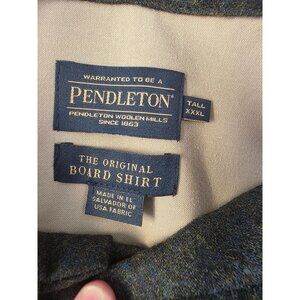 WARRANTED TO BE A
PENDLETON®
PENDLETON WOOLEN MILLS
SINCE 1863
TALL
XXXL
THE ORIGINAL
BOARD SHIRT
MADE IN EL
SALVADOR OF
USA FABRIC